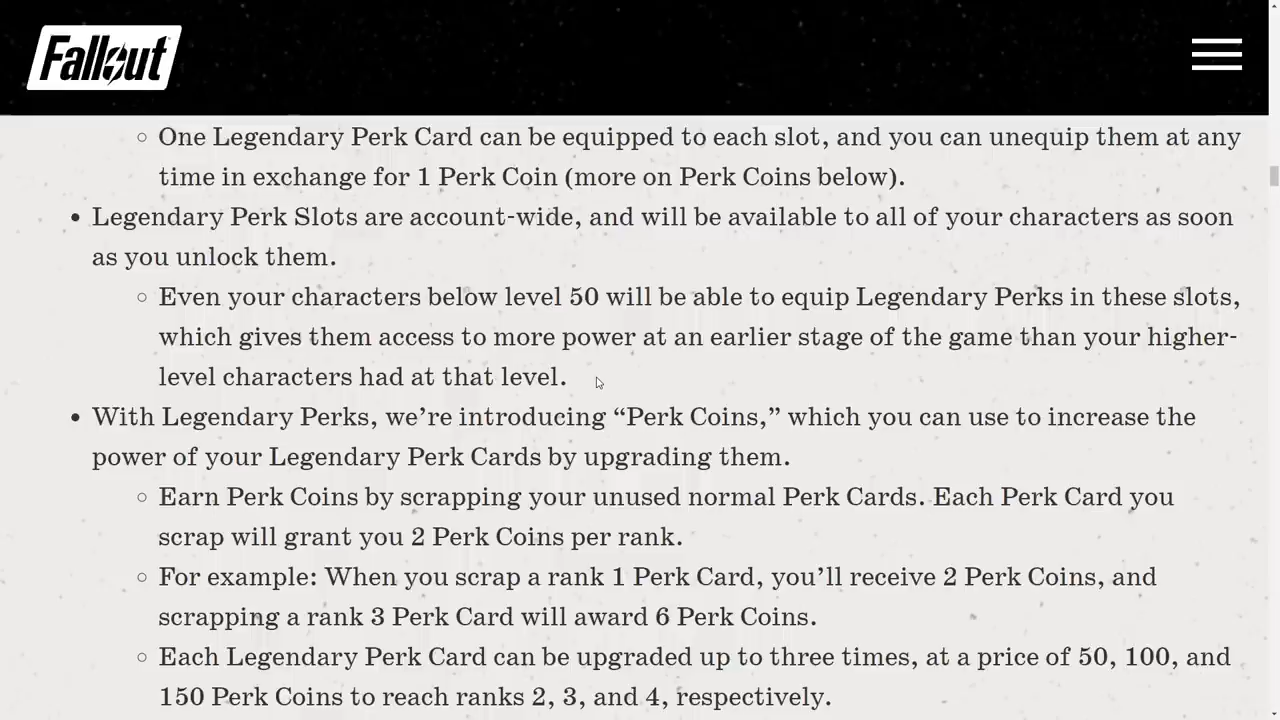 Fallout
One Legendary Perk Card can be equipped to each slot, and you can unequip them at any
time in exchange for 1 Perk Coin (more on Perk Coins below).
Legendary Perk Slots are account-wide, and will be available to all of your characters as soon
as you unlock them.
Even your characters below level 50 will be able to equip Legendary Perks in these slots,
which gives them access to more power at an earlier stage of the game than your higher-
level characters had at that level.
With Legendary Perks, we’re introducing “Perk Coins,” which you can use to increase the
power of your Legendary Perk Cards by upgrading them.
Earn Perk Coins by scrapping your unused normal Perk Cards. Each Perk Card you
scrap will grant you 2 Perk Coins per rank.
For example: When you scrap a rank 1 Perk Card, you’ll receive 2 Perk Coins, and
scrapping a rank 3 Perk Card will award 6 Perk Coins.
Each Legendary Perk Card can be upgraded up to three times, at a price of 50, 100, and
150 Perk Coins to reach ranks 2, 3, and 4, respectively.